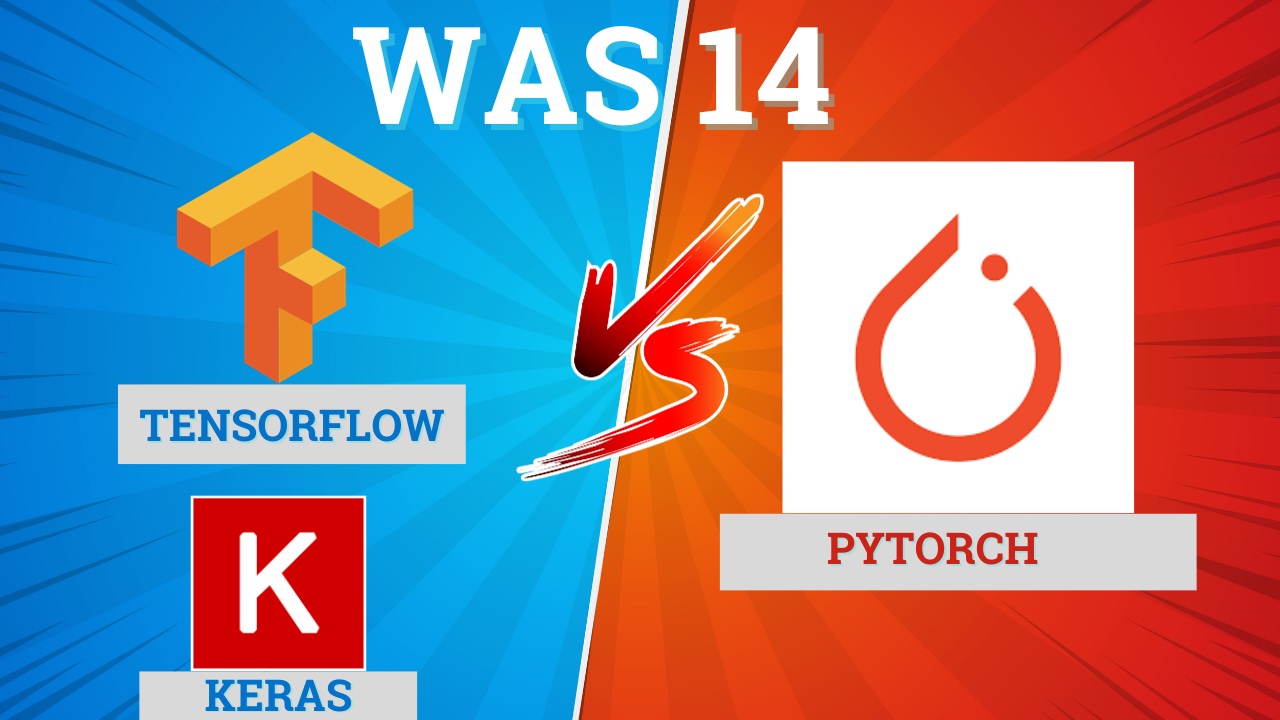 WAS 14
VS
TENSORFLOW
PYTORCH
K
KERAS